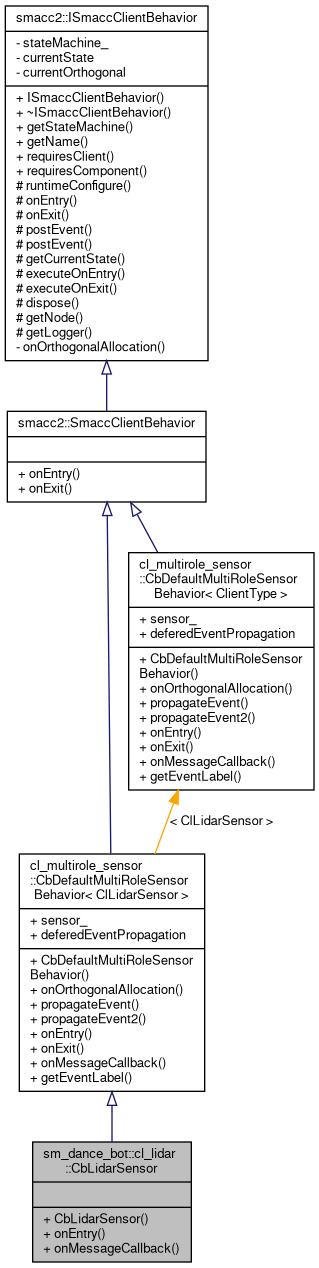 smacc2::ISmaccClientBehavior
- stateMachine_
- currentState
- currentOrthogonal
+ ISmaccClientBehavior()
+ ~ISmaccClientBehavior()
+ getStateMachine()
+ getName()
+ requiresClient()
+ requiresComponent()
# runtimeConfigure()
# onEntry()
# onExit()
# postEvent()
# postEvent()
# getCurrentState()
# executeOnEntry()
# executeOnExit()
# dispose()
# getNode()
# getLogger()
- onOrthogonalAllocation()
smacc2::SmaccClientBehavior
+ onEntry()
+ onExit()
cl_multirole_sensor
::CbDefaultMultiRoleSensor
Behavior< ClientType >
+ sensor_
+ deferedEventPropagation
+ CbDefaultMultiRoleSensor
Behavior()
+ onOrthogonalAllocation()
+ propagateEvent()
+ propagateEvent2()
+ onEntry()
+ onExit()
+ onMessageCallback()
+ getEventLabel()
< ClLidarSensor >
cl_multirole_sensor
::CbDefaultMultiRoleSensor
Behavior< ClLidarSensor >
+ sensor_
+ deferedEventPropagation
+ CbDefaultMultiRoleSensor
Behavior()
+ onOrthogonalAllocation()
+ propagateEvent()
+ propagateEvent2()
+ onEntry()
+ onExit()
+ onMessageCallback()
+ getEventLabel()
sm_dance_bot::cl_lidar
::CbLidarSensor
+ CbLidarSensor()
+ onEntry()
+ onMessageCallback()